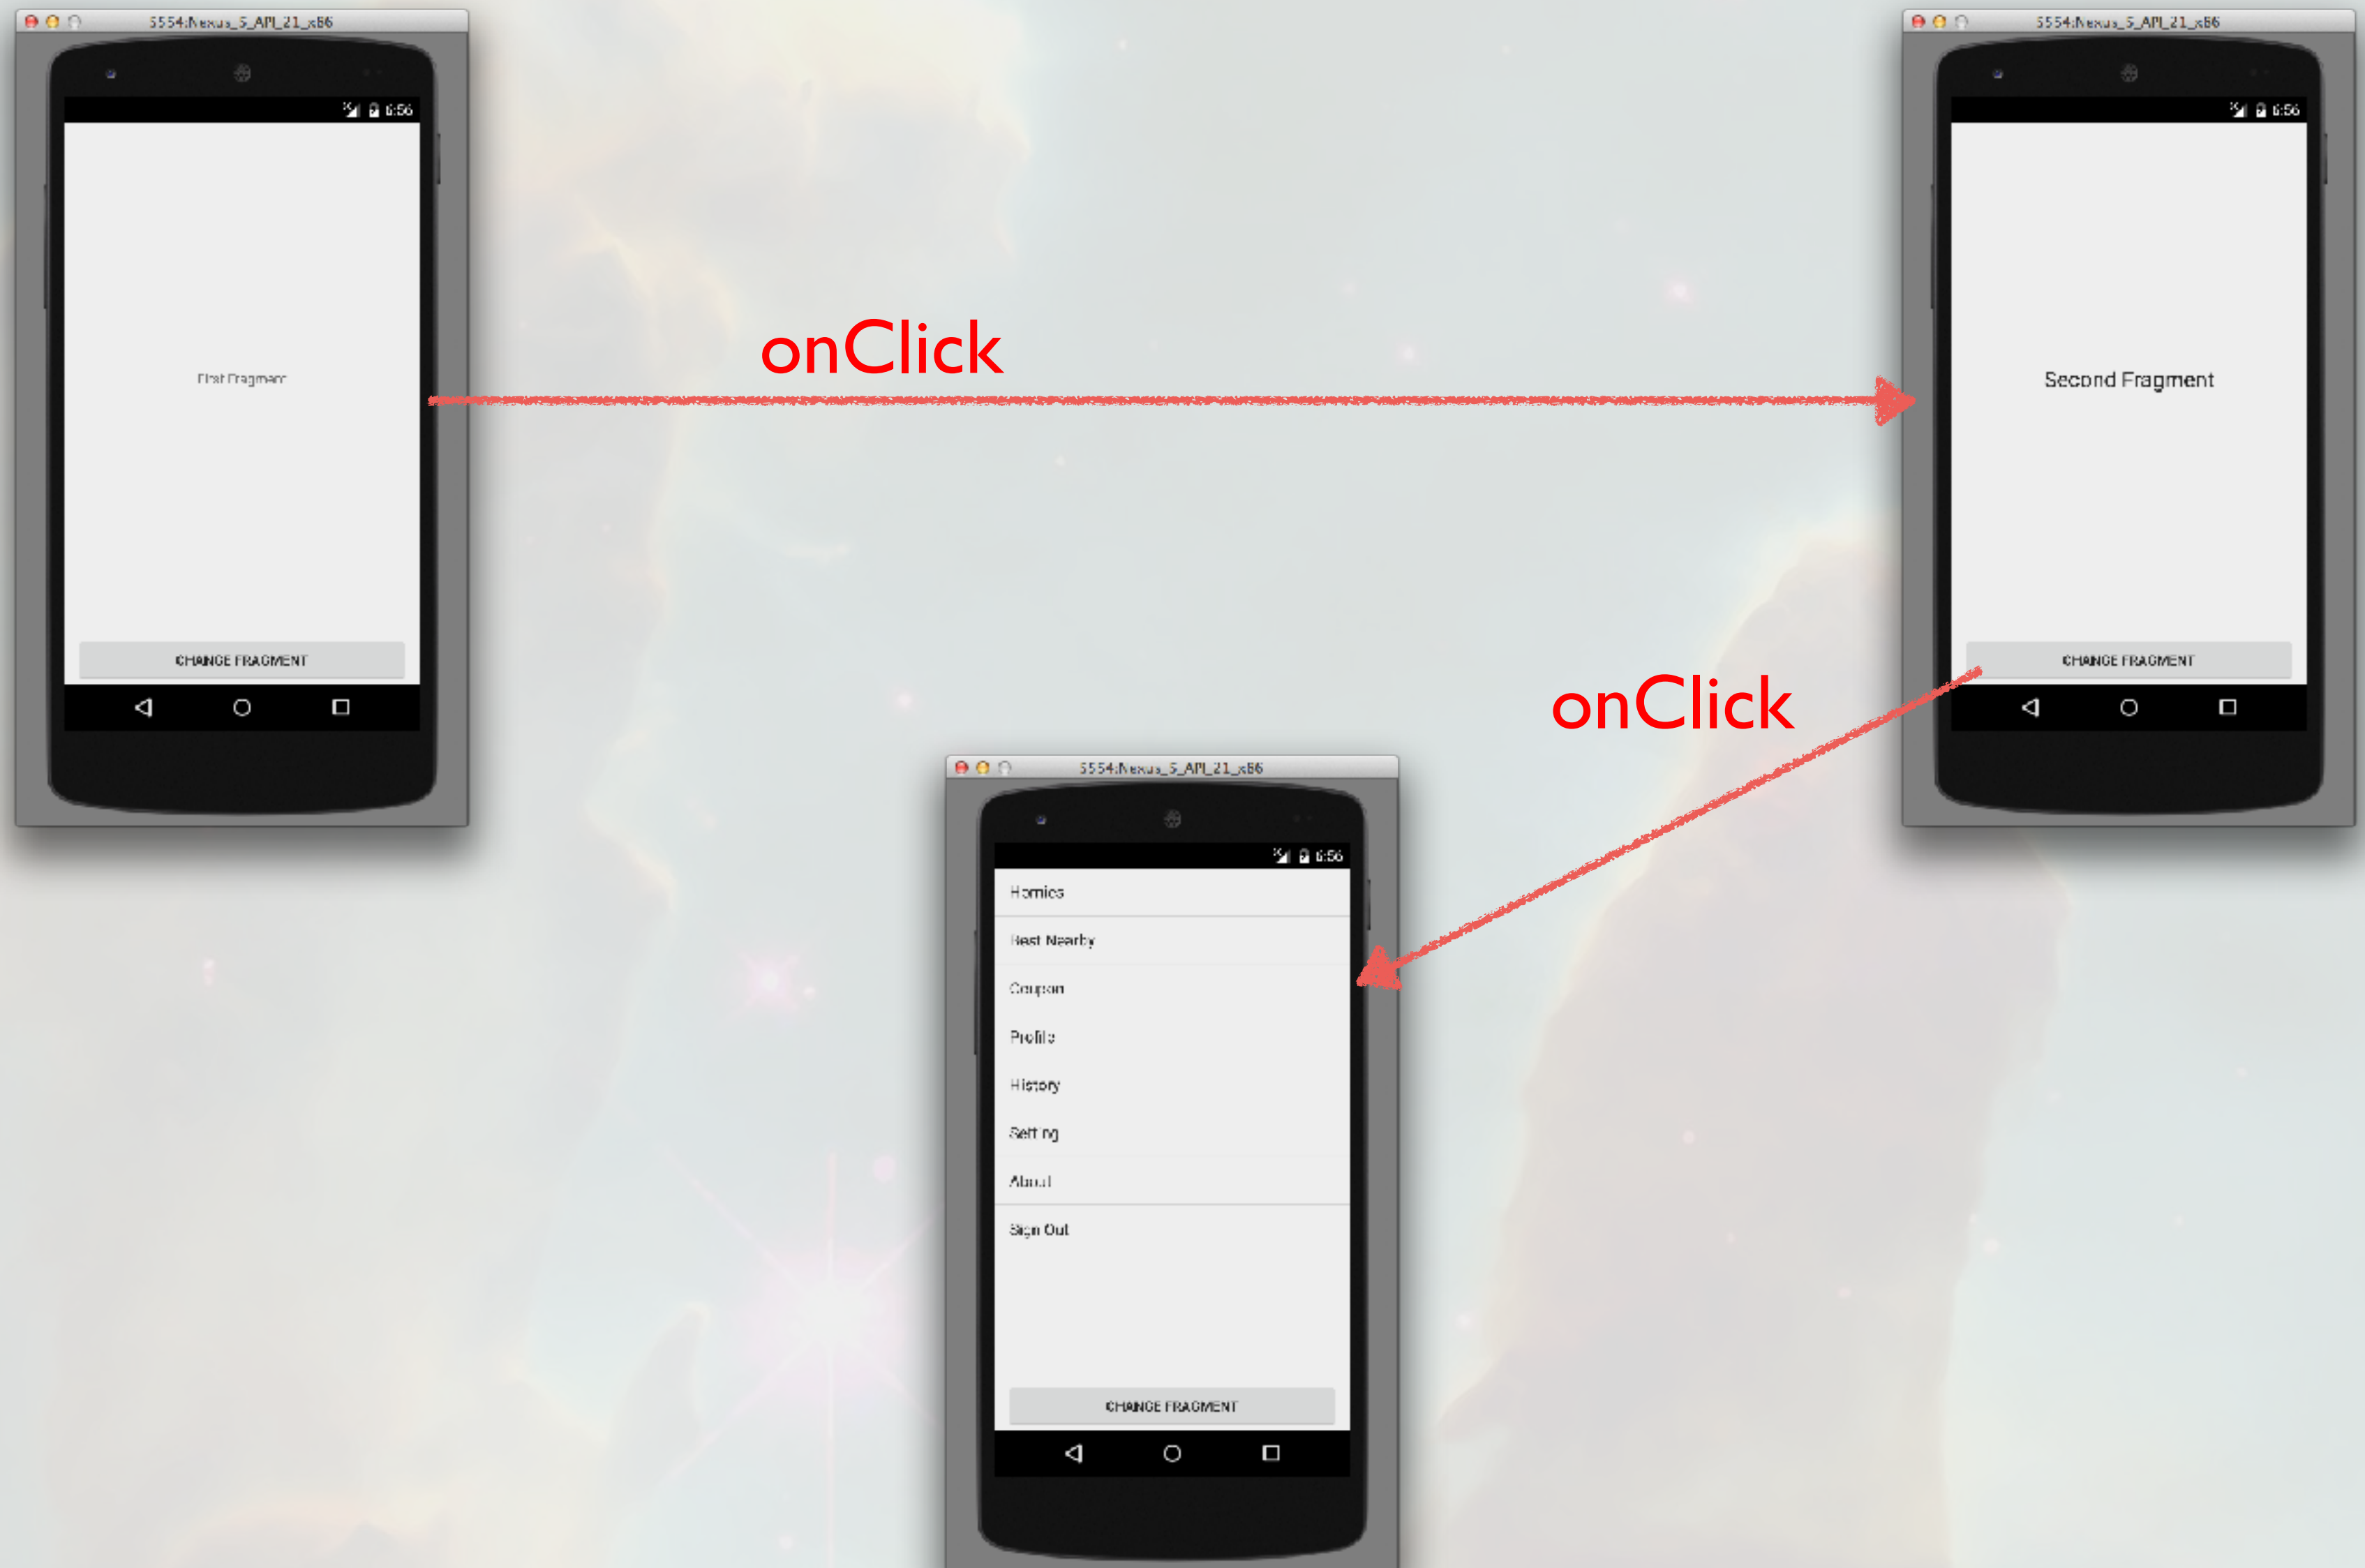 5554:Nexus_5_API_21_x86
6:56
First Fragment
CHANGE FRAGMENT
onClick
5554:Nexus_5_API_21_x86
6:56
Second Fragment
CHANGE FRAGMENT
onClick
5554:Nexus_5_API_21_x86
6:56
Homies
Best Nearby
Coupon
Profile
History
Setting
About
Sign Out
CHANGE FRAGMENT